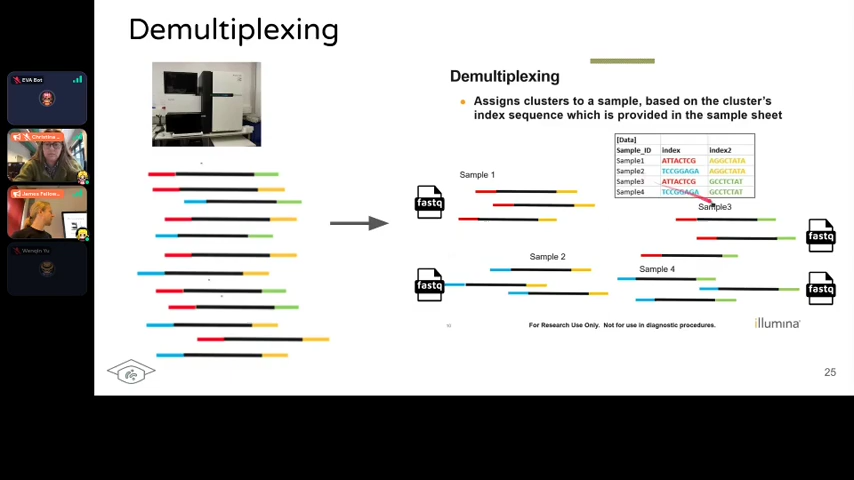 Demultiplexing
EVA Bot
Christina
James Fellow...
Wenqin Yu
Demultiplexing
Assigns clusters to a sample, based on the cluster's
index sequence which is provided in the sample sheet
[Data]
Sample_ID index index2
Sample1 ATTACTCG AGGCTATA
Sample2 TCCGGAGA AGGCTATA
Sample3 ATTACTCG GCCTCTAT
Sample4 TCCGGAGA GCCTCTAT
Sample 1
fastq
Sample3
fastq
Sample 2
fastq
Sample 4
fastq
For Research Use Only. Not for use in diagnostic procedures.
illumina
25